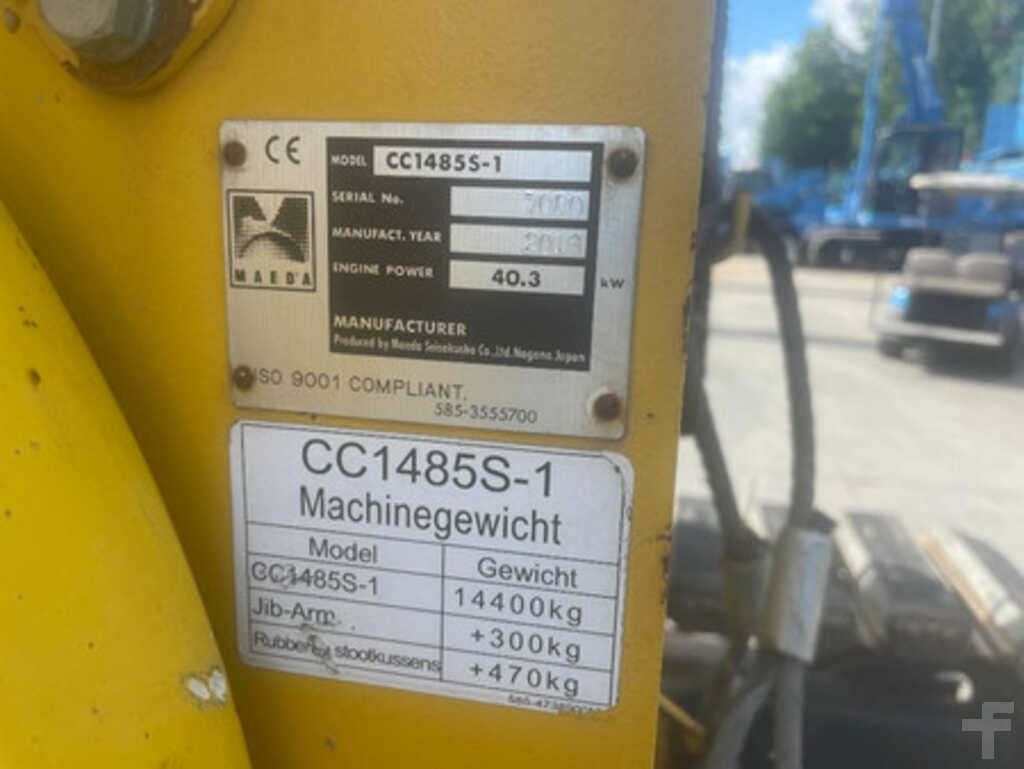 CE
MODEL CC1485S-1
SERIAL No.
MANUFACT. YEAR
ENGINE POWER 40.3 kW
MAEDA
MANUFACTURER
Produced by Maeda Seisakusho Co., Ltd. Nagano Japan
ISO 9001 COMPLIANT.
585-3555700
CC1485S-1
Machinegewicht
Model Gewicht
CC1485S-1 14400kg
Jib-Arm +300kg
Rubberen stootkussens +470kg